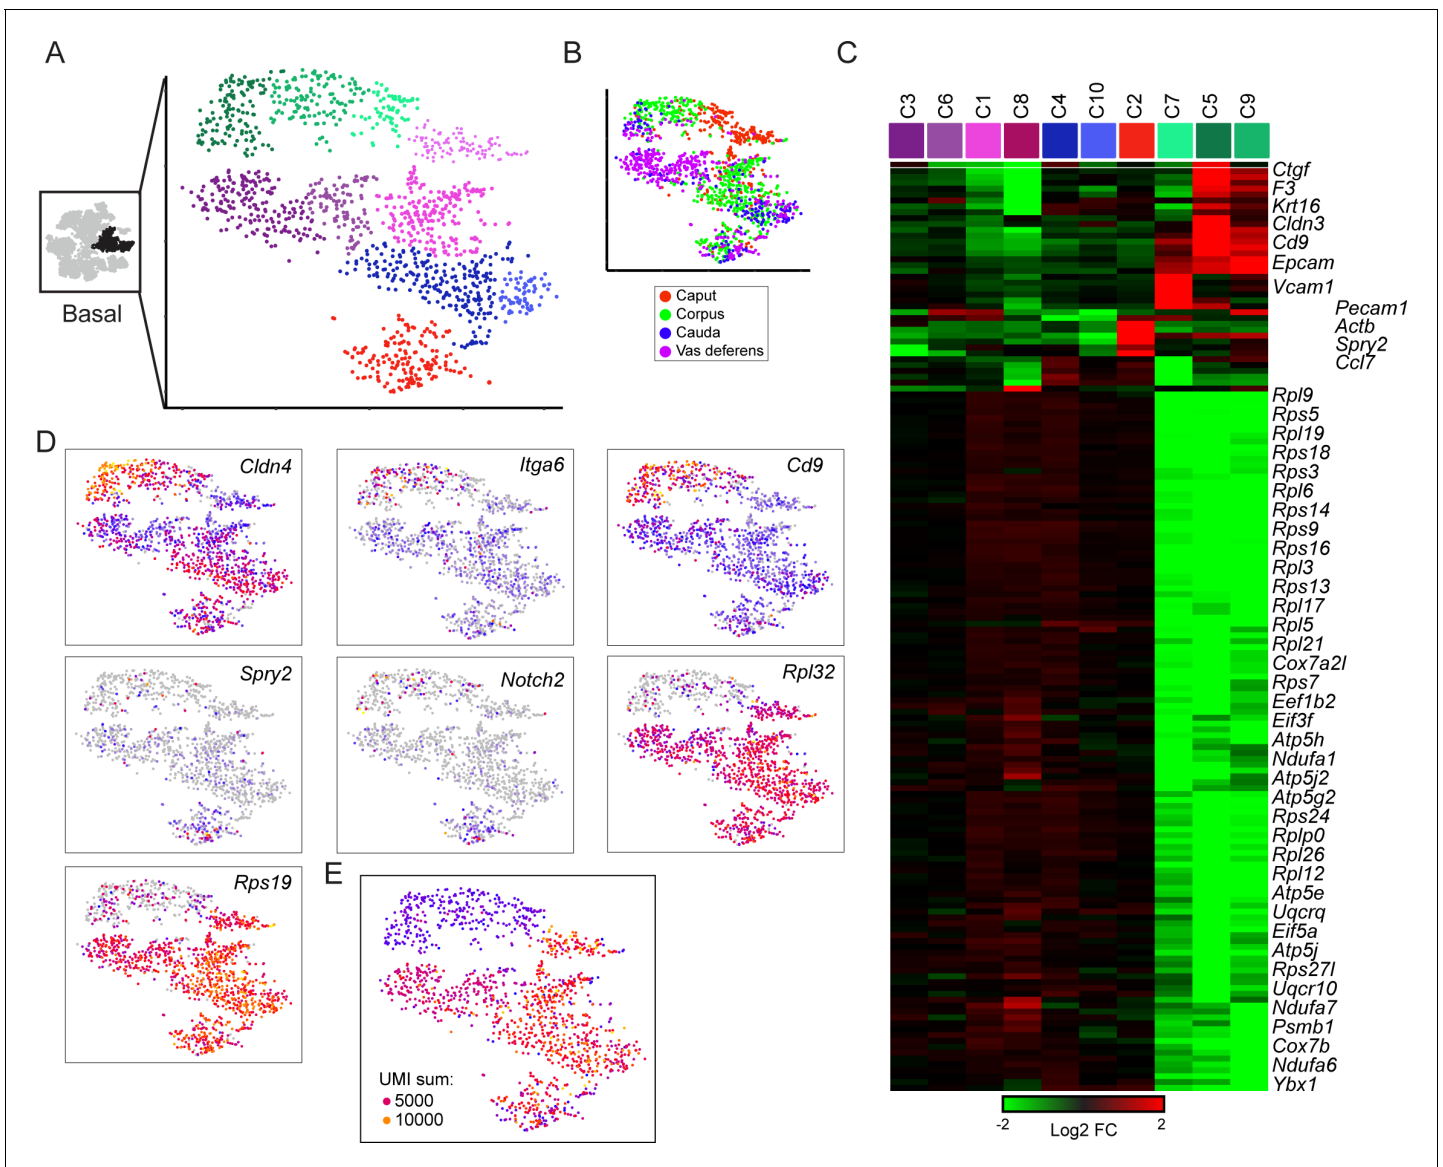 A
Basal
B
Caput
Corpus
Cauda
Vas deferens
C
C3 C6 C1 C8 C4 C10 C2 C7 C5 C9
Ctgf
F3
Krt16
Cldn3
Cd9
Epcam
Vcam1
Pecam1
Actb
Spry2
Ccl7
Rpl9
Rps5
Rpl19
Rps18
Rps3
Rpl6
Rps14
Rps9
Rps16
Rpl3
Rps13
Rpl17
Rpl5
Rpl21
Cox7a2l
Rps7
Eef1b2
Eif3f
Atp5h
Ndufa1
Atp5j2
Atp5g2
Rps24
Rplp0
Rpl26
Rpl12
Atp5e
Uqcrq
Eif5a
Atp5j
Rps27l
Uqcr10
Ndufa7
Psmb1
Cox7b
Ndufa6
Ybx1
-2 2
Log2 FC
D
Cldn4
Itga6
Cd9
Spry2
Notch2
Rpl32
Rps19
E
UMI sum:
5000
10000